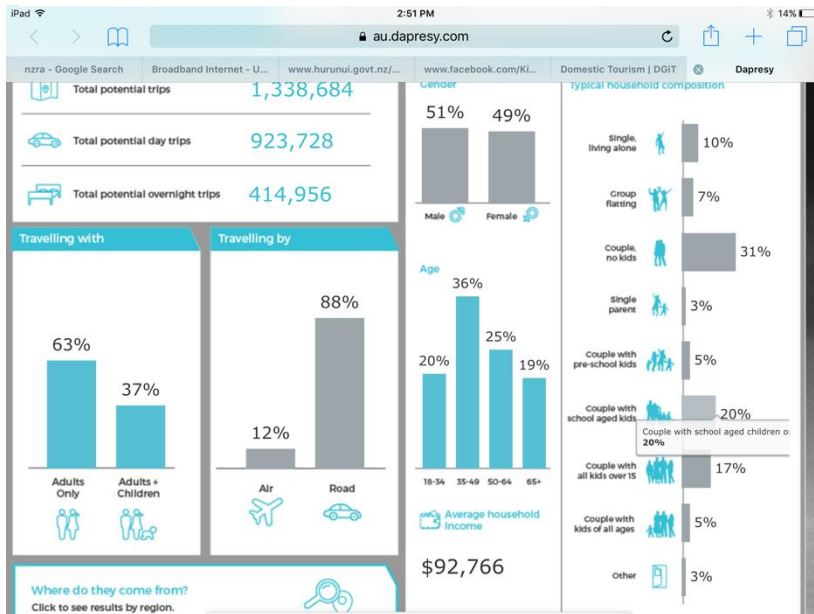 iPad
2:51 PM
14%
au.dapresy.com
nzra - Google Search
Broadband Internet - U...
www.hurunui.govt.nz/...
www.facebook.com/Ki...
Domestic Tourism | DGiT
Dapresy
Total potential trips
1,338,684
Total potential day trips
923,728
Total potential overnight trips
414,956
Travelling with
63%
37%
Adults
Only
Adults +
Children
Travelling by
12%
88%
Air
Road
Where do they come from?
Click to see results by region.
Gender
51%
49%
Male
Female
Age
20%
36%
25%
19%
18-34
35-49
50-64
65+
Average household
income
$92,766
Typical household composition
Single,
living alone
10%
Group
flatting
7%
Couple,
no kids
31%
Single
parent
3%
Couple with
pre-school kids
5%
Couple with
school aged kids
20%
Couple with school aged children o
20%
Couple with
all kids over 15
17%
Couple with
kids of all ages
5%
Other
3%